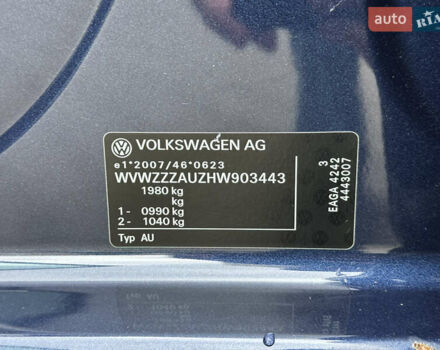 auto RIA
VOLKSWAGEN AG
e1*2007/46*0623
WVWZZZAUZHW903443
1980 kg
kg
1- 0990 kg
2- 1040 kg
Typ AU
3
EAGA 4242
4443007